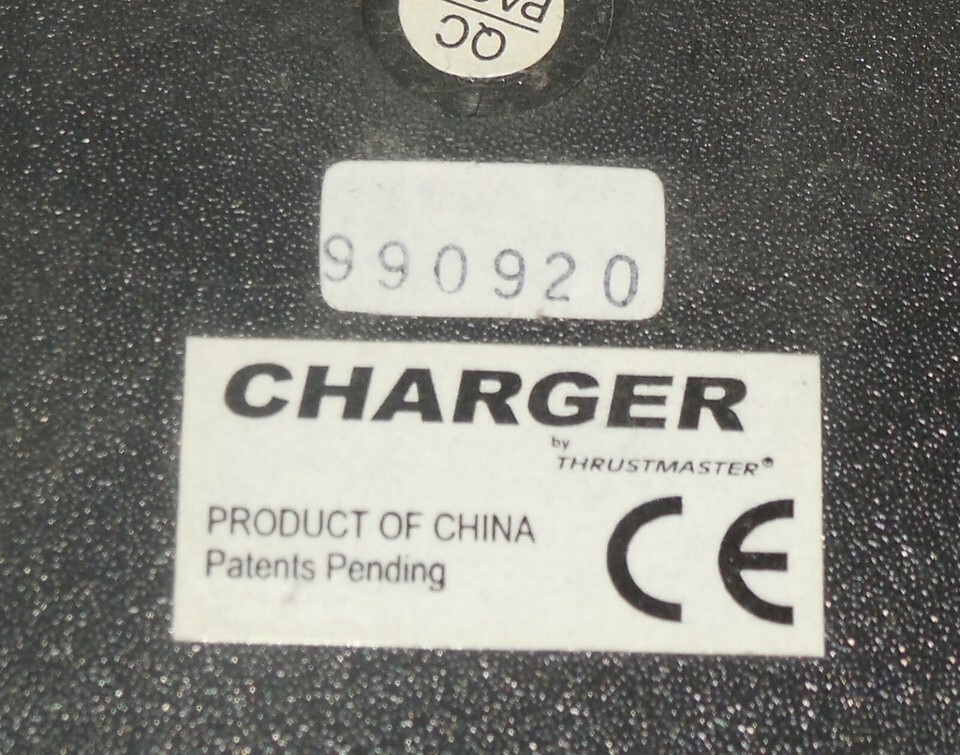 QC
990920
CHARGER
by
THRUSTMASTER®
PRODUCT OF CHINA
Patents Pending
CE